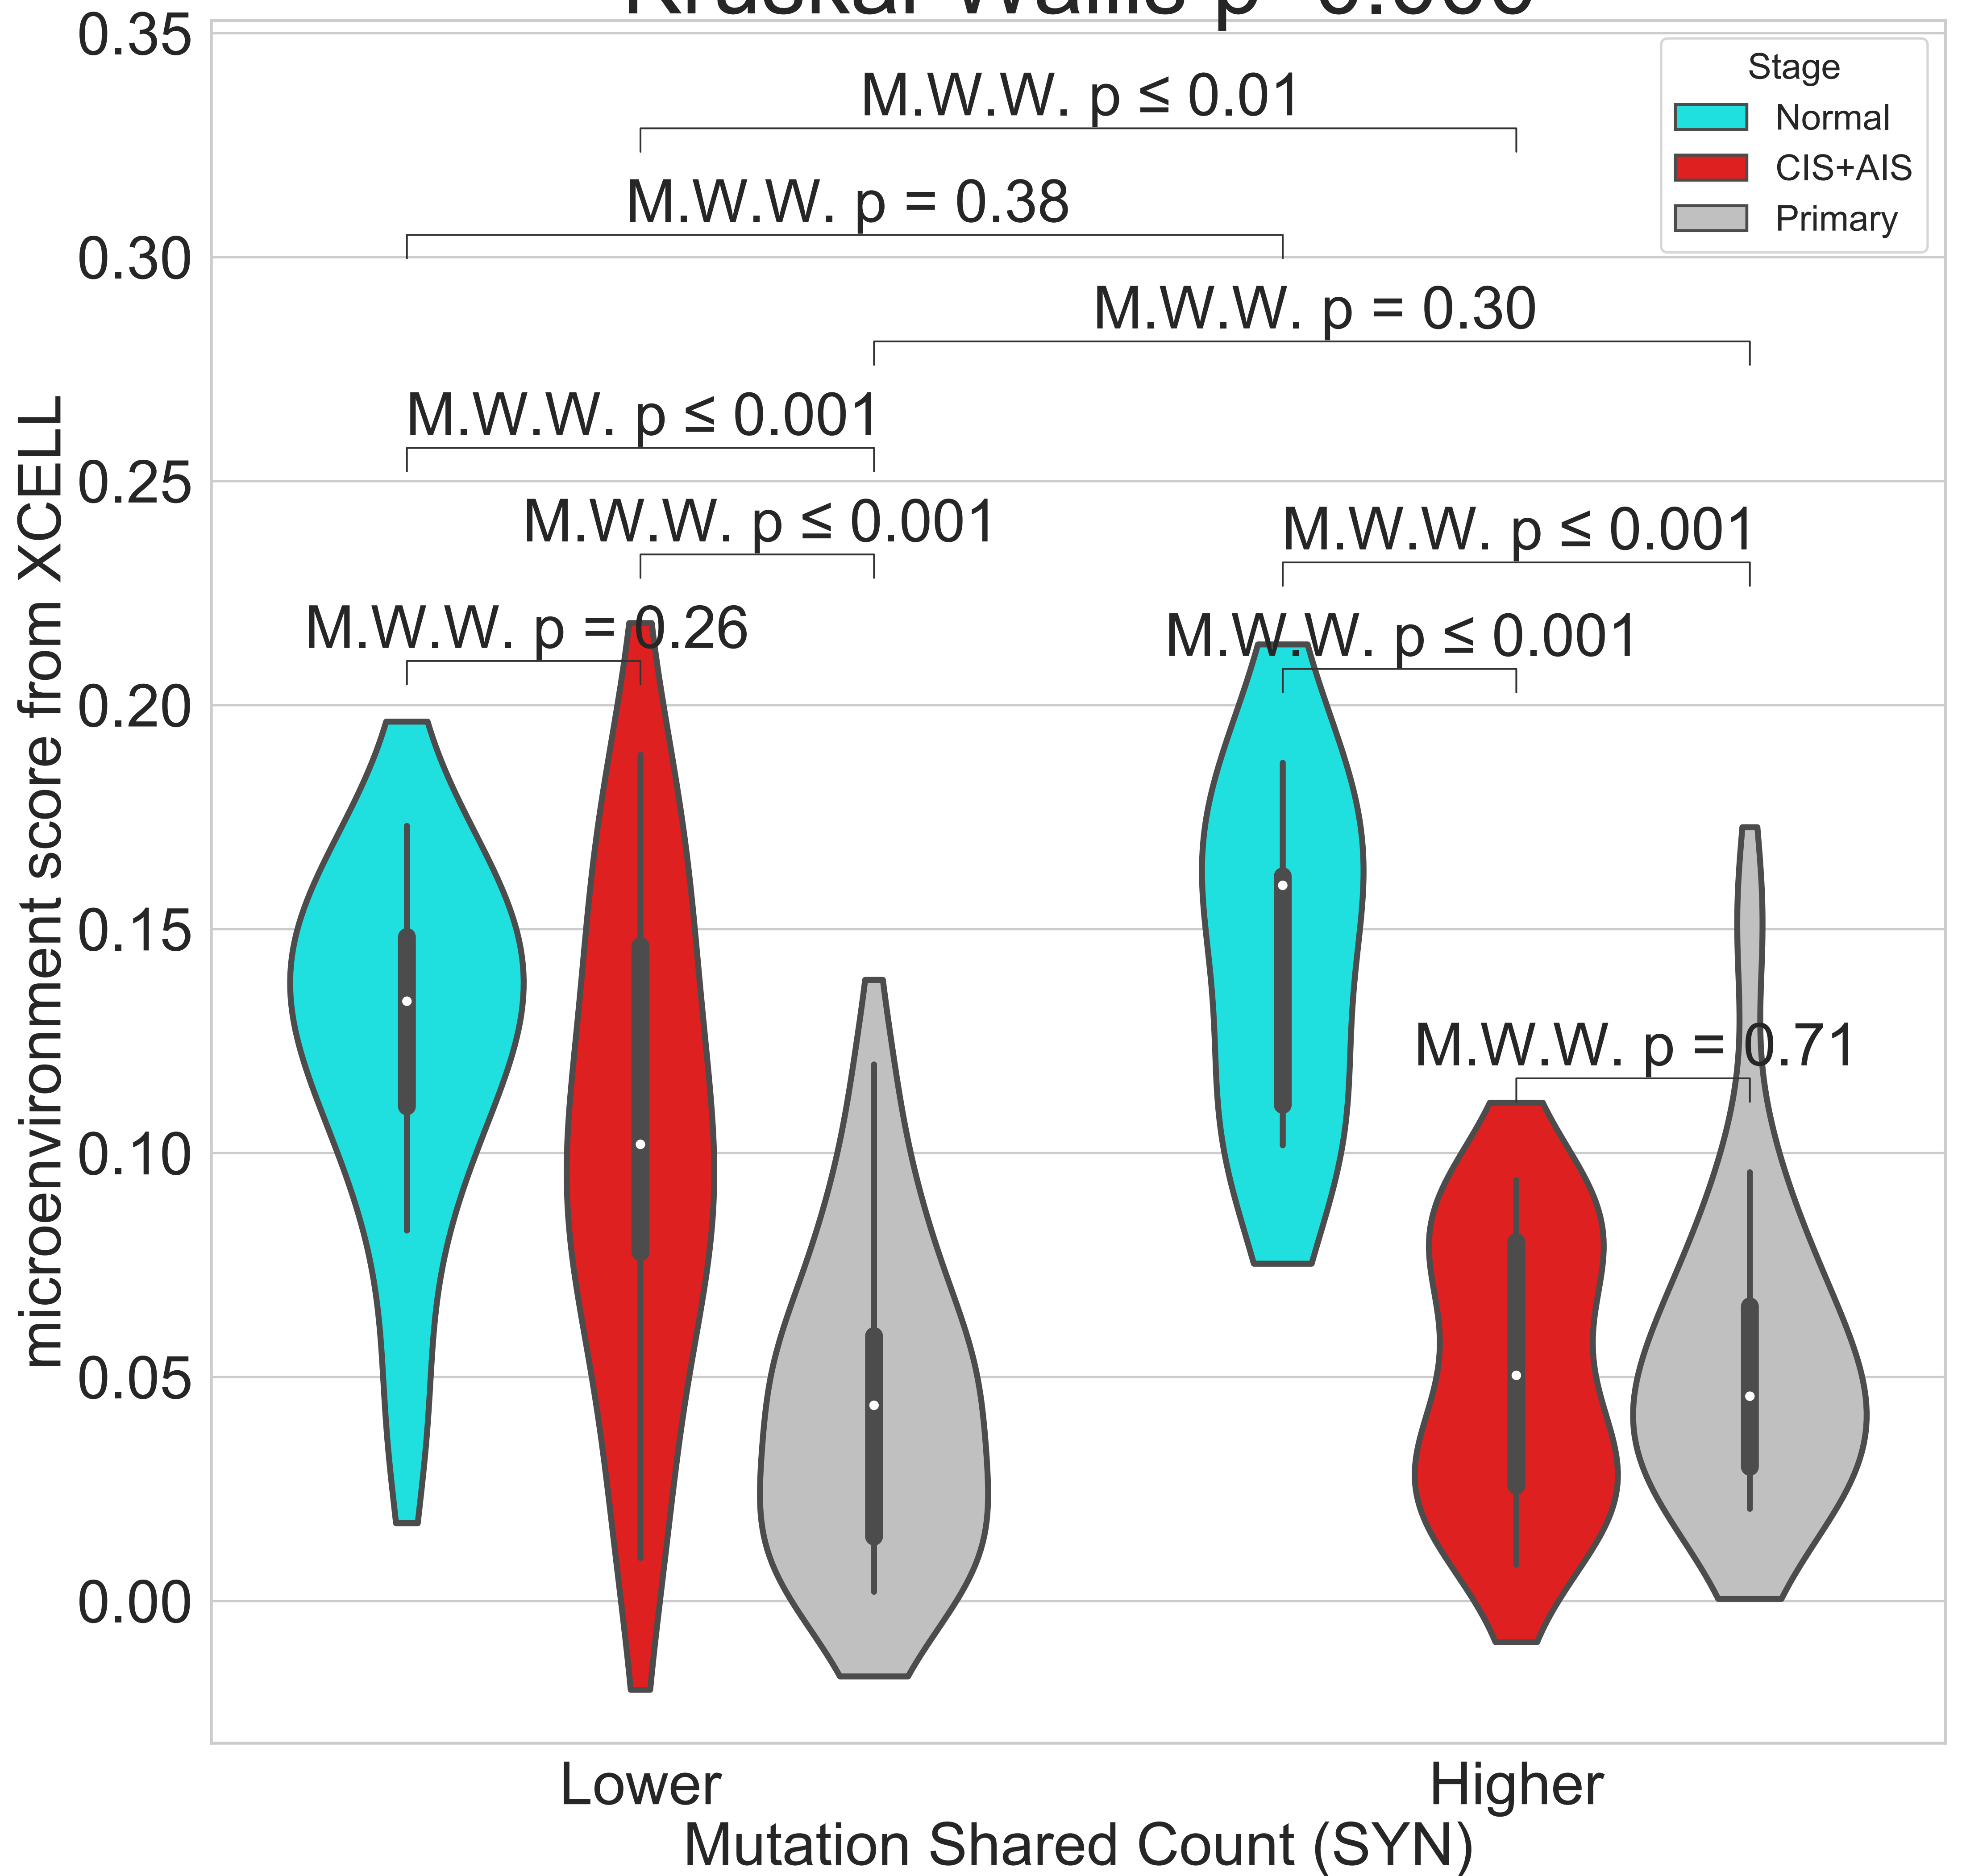 0.35
0.30
0.25
0.20
0.15
0.10
0.05
0.00
microenvironment score from XCELL
Stage
Normal
CIS+AIS
Primary
M.W.W. p ≤ 0.01
M.W.W. p = 0.38
M.W.W. p = 0.30
M.W.W. p ≤ 0.001
M.W.W. p ≤ 0.001
M.W.W. p ≤ 0.001
M.W.W. p = 0.26
M.W.W. p ≤ 0.001
M.W.W. p = 0.71
Lower
Higher
Mutation Shared Count (SYN)